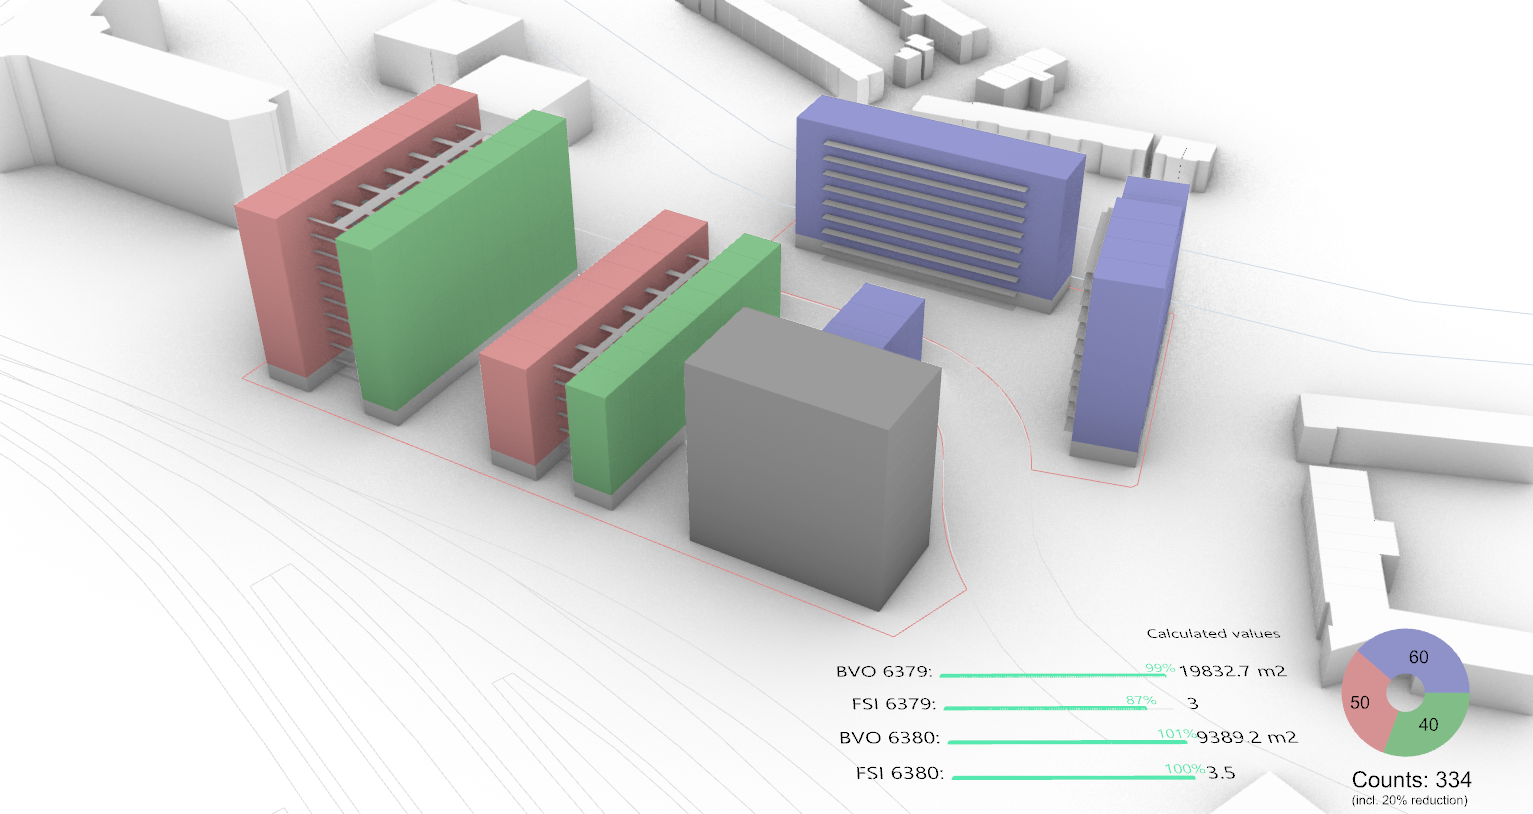 Calculated values
BVO 6379: 99% 19832.7 m2
FSI 6379: 87% 3
BVO 6380: 101% 9389.2 m2
FSI 6380: 100% 3.5
60
50
40
Counts: 334
(incl. 20% reduction)